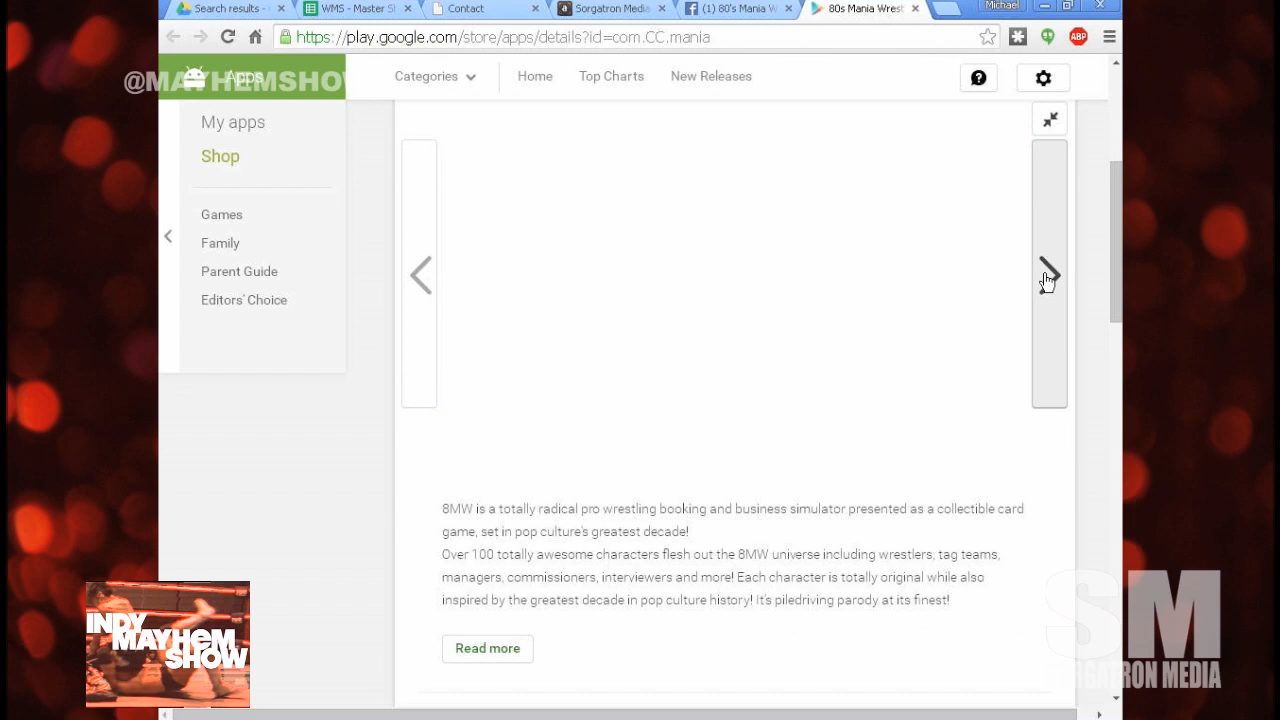 Search results -
WMS - Master S
Contact
Sorgatron Media
(1) 80's Mania W
80s Mania Wrest
Michael
https://play.google.com/store/apps/details?id=com.CC.mania
ABP
@MAYHEMSHOW
Apps
Categories
Home
Top Charts
New Releases
My apps
Shop
Games
Family
Parent Guide
Editors' Choice
8MW is a totally radical pro wrestling booking and business simulator presented as a collectible card
game, set in pop culture's greatest decade!
Over 100 totally awesome characters flesh out the 8MW universe including wrestlers, tag teams,
managers, commissioners, interviewers and more! Each character is totally original while also
inspired by the greatest decade in pop culture history! It's piledriving parody at its finest!
Read more
INDY
MAYHEM
SHOW
SM
RGATRON MEDIA